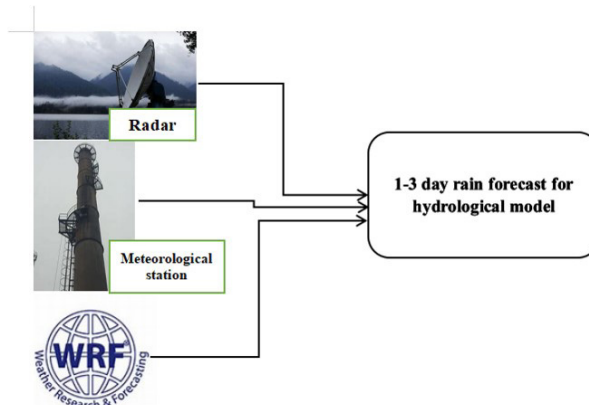 Radar
Meteorological
station
1-3 day rain forecast for
hydrological model
WRF
Weather Research & Forecasting